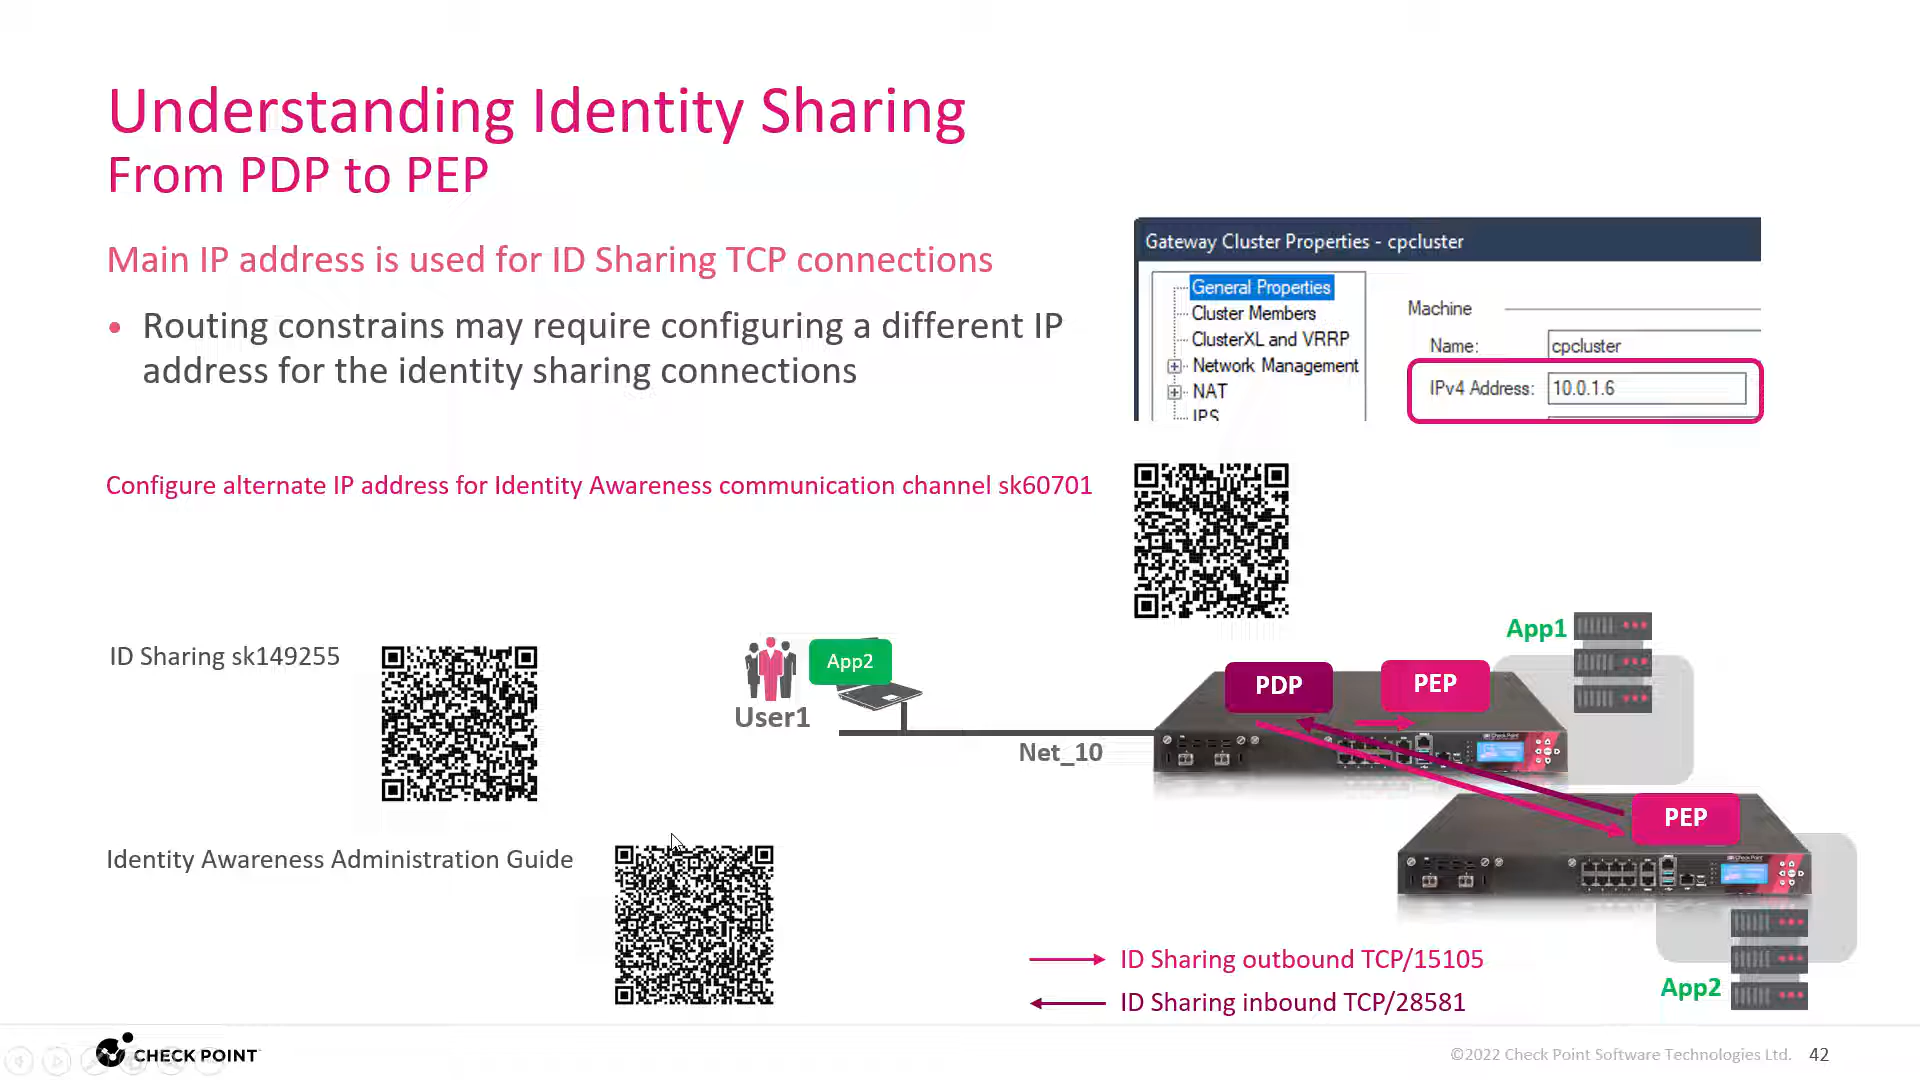 Understanding Identity Sharing
From PDP to PEP
Main IP address is used for ID Sharing TCP connections
• Routing constrains may require configuring a different IP
address for the identity sharing connections
Gateway Cluster Properties - cpcluster
General Properties
Cluster Members
ClusterXL and VRRP
Network Management
NAT
IPS
Machine
Name: cpcluster
IPv4 Address: 10.0.1.6
Configure alternate IP address for Identity Awareness communication channel sk60701
ID Sharing sk149255
Identity Awareness Administration Guide
App2
User1
Net_10
PDP
PEP
App1
PEP
App2
ID Sharing outbound TCP/15105
ID Sharing inbound TCP/28581
CHECK POINT
©2022 Check Point Software Technologies Ltd. 42